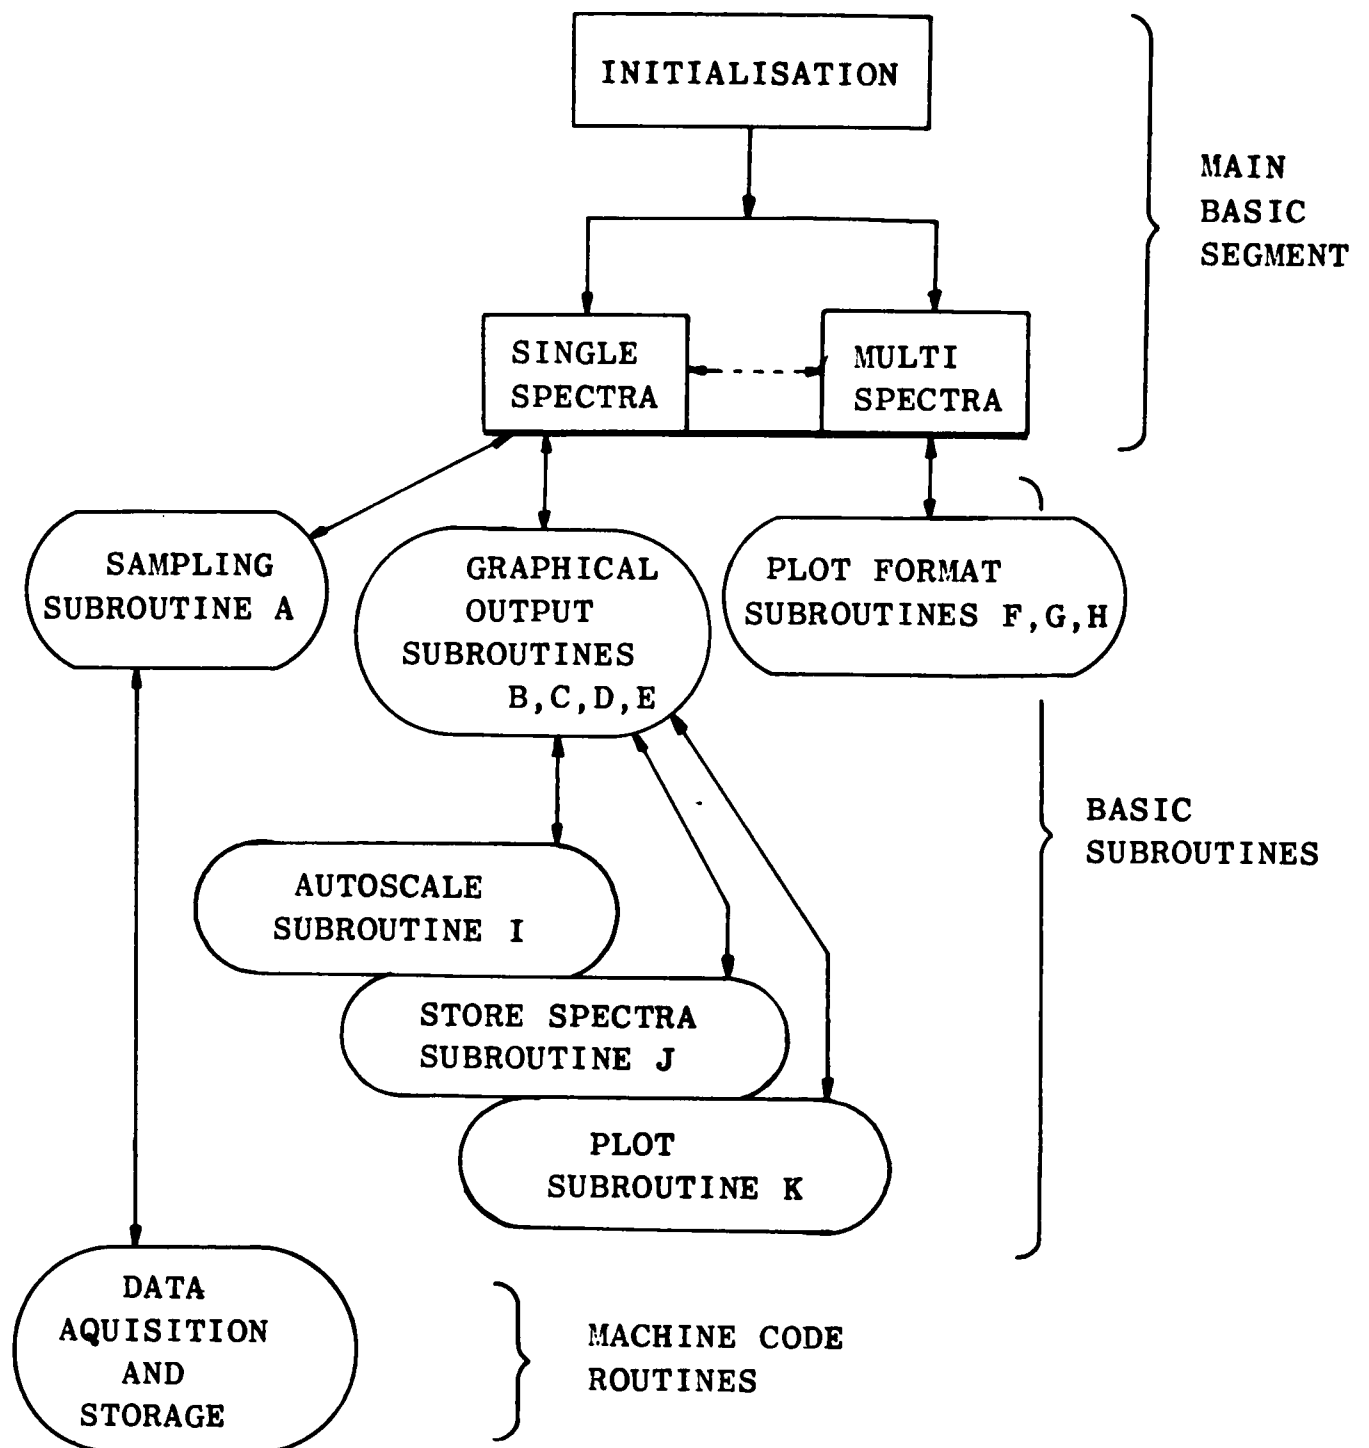 INITIALISATION
MAIN
BASIC
SEGMENT
SINGLE
SPECTRA
MULTI
SPECTRA
SAMPLING
SUBROUTINE A
GRAPHICAL
OUTPUT
SUBROUTINES
B,C,D,E
PLOT FORMAT
SUBROUTINES F,G,H
BASIC
SUBROUTINES
AUTOSCALE
SUBROUTINE I
STORE SPECTRA
SUBROUTINE J
PLOT
SUBROUTINE K
DATA
AQUISITION
AND
STORAGE
MACHINE CODE
ROUTINES